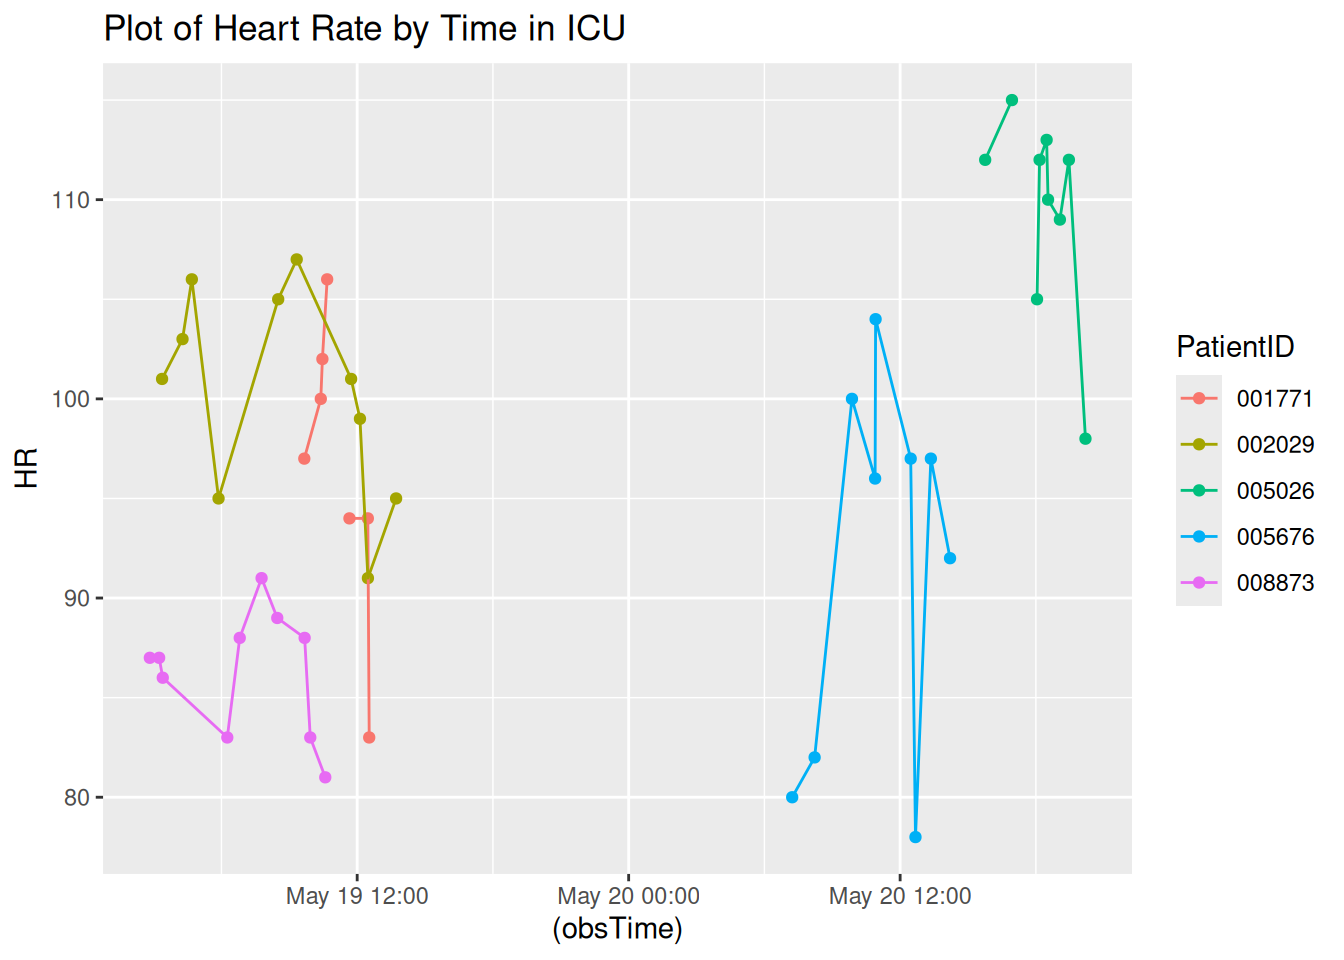 Plot of Heart Rate by Time in ICU
HR
110
100
90
80
May 19 12:00 May 20 00:00 May 20 12:00
(obsTime)
PatientID
001771
002029
005026
005676
008873